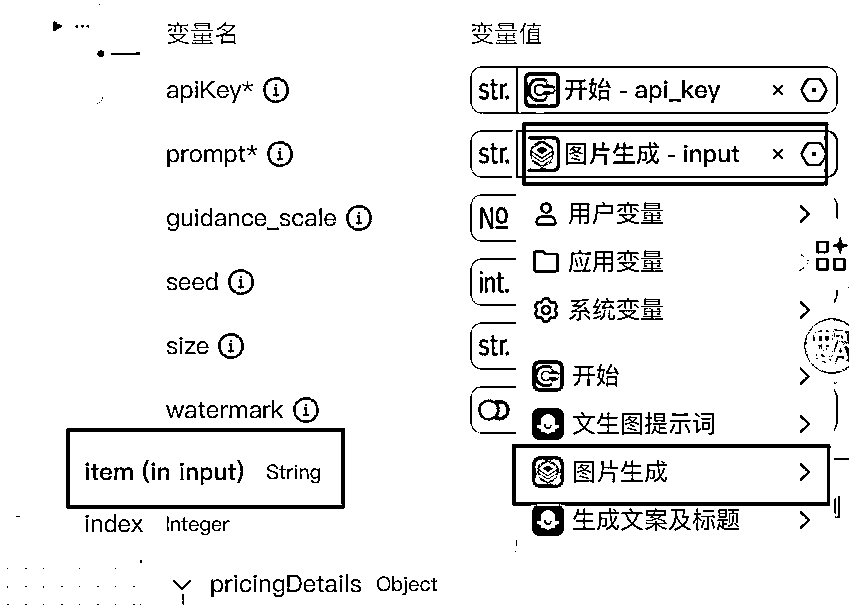 变量名 变量值
apiKey* str. 开始 - api_key
prompt* str. 图片生成 - input
guidance_scale No 用户变量
应用变量
seed int.
系统变量
size str.
开始
watermark 文生图提示词
item (in input) String 图片生成
index Integer 生成文案及标题
pricingDetails Object